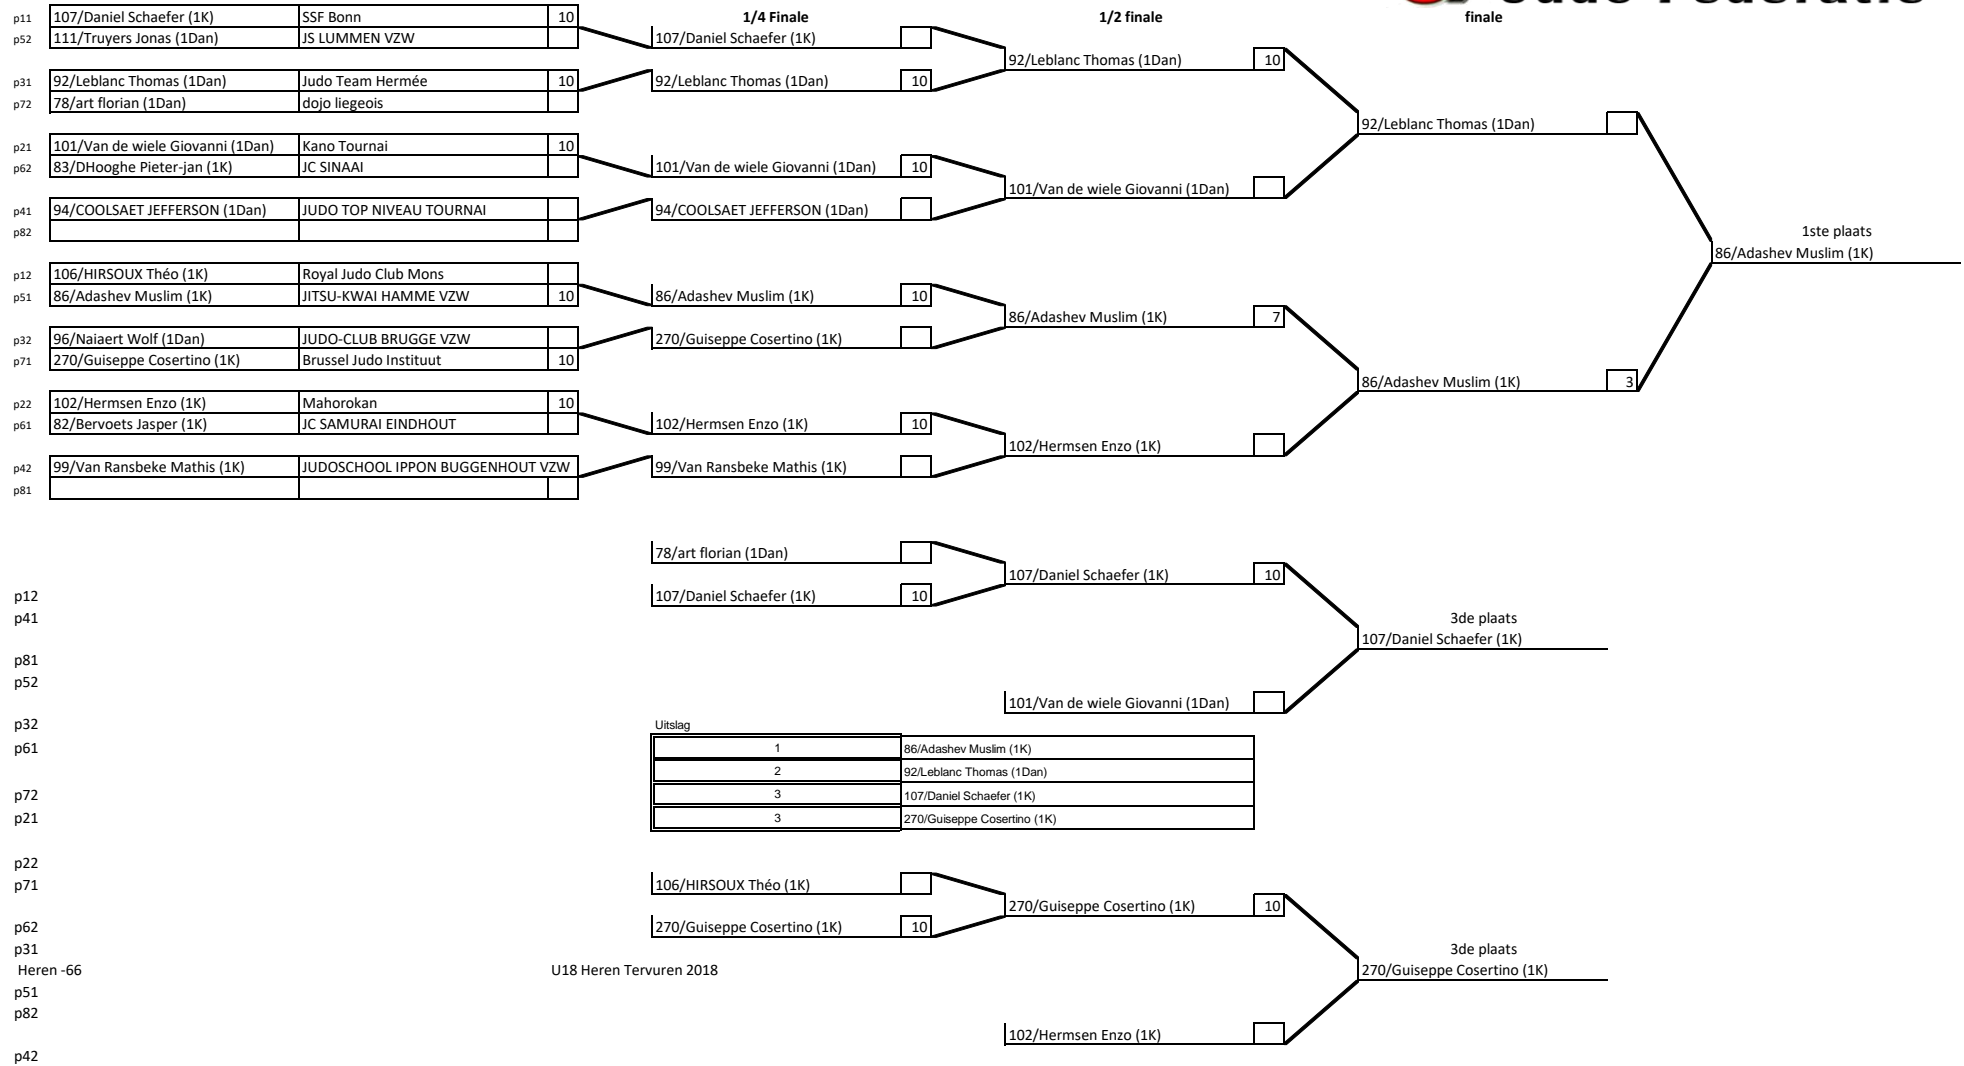 Judo Federatie
1/4 Finale 1/2 finale finale
p11 107/Daniel Schaefer (1K) SSF Bonn 10
p52 111/Truyers Jonas (1Dan) JS LUMMEN VZW 107/Daniel Schaefer (1K)
92/Leblanc Thomas (1Dan) 10
p31 92/Leblanc Thomas (1Dan) Judo Team Hermée 10 92/Leblanc Thomas (1Dan) 10
p72 78/art florian (1Dan) dojo liegeois
92/Leblanc Thomas (1Dan)
p21 101/Van de wiele Giovanni (1Dan) Kano Tournai 10
p62 83/DHooghe Pieter-jan (1K) JC SINAAI 101/Van de wiele Giovanni (1Dan) 10
101/Van de wiele Giovanni (1Dan)
p41 94/COOLSAET JEFFERSON (1Dan) JUDO TOP NIVEAU TOURNAI 94/COOLSAET JEFFERSON (1Dan)
p82 1ste plaats
86/Adashev Muslim (1K)
p12 106/HIRSOUX Théo (1K) Royal Judo Club Mons
p51 86/Adashev Muslim (1K) JITSU-KWAI HAMME VZW 10 86/Adashev Muslim (1K) 10
86/Adashev Muslim (1K) 7
p32 96/Naiaert Wolf (1Dan) JUDO-CLUB BRUGGE VZW 270/Guiseppe Cosertino (1K)
p71 270/Guiseppe Cosertino (1K) Brussel Judo Instituut 10
86/Adashev Muslim (1K) 3
p22 102/Hermsen Enzo (1K) Mahorokan 10
p61 82/Bervoets Jasper (1K) JC SAMURAI EINDHOUT 102/Hermsen Enzo (1K) 10
102/Hermsen Enzo (1K)
p42 99/Van Ransbeke Mathis (1K) JUDOSCHOOL IPPON BUGGENHOUT VZW 99/Van Ransbeke Mathis (1K)
p81
78/art florian (1Dan)
107/Daniel Schaefer (1K) 10
p12 107/Daniel Schaefer (1K) 10
p41 3de plaats
107/Daniel Schaefer (1K)
p81
p52
101/Van de wiele Giovanni (1Dan)
p32 Uitslag
p61 1 86/Adashev Muslim (1K)
2 92/Leblanc Thomas (1Dan)
p72 3 107/Daniel Schaefer (1K)
p21 3 270/Guiseppe Cosertino (1K)
p22
p71 106/HIRSOUX Théo (1K)
270/Guiseppe Cosertino (1K) 10
p62 270/Guiseppe Cosertino (1K) 10
p31 3de plaats
Heren -66 U18 Heren Tervuren 2018 270/Guiseppe Cosertino (1K)
p51
p82
102/Hermsen Enzo (1K)
p42